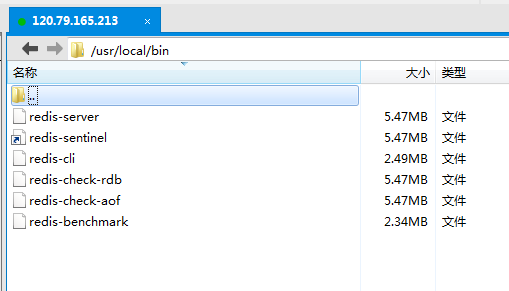 120.79.165.213 ×
/usr/local/bin
名称 大小 类型
..
redis-server 5.47MB 文件
redis-sentinel 5.47MB 文件
redis-cli 2.49MB 文件
redis-check-rdb 5.47MB 文件
redis-check-aof 5.47MB 文件
redis-benchmark 2.34MB 文件